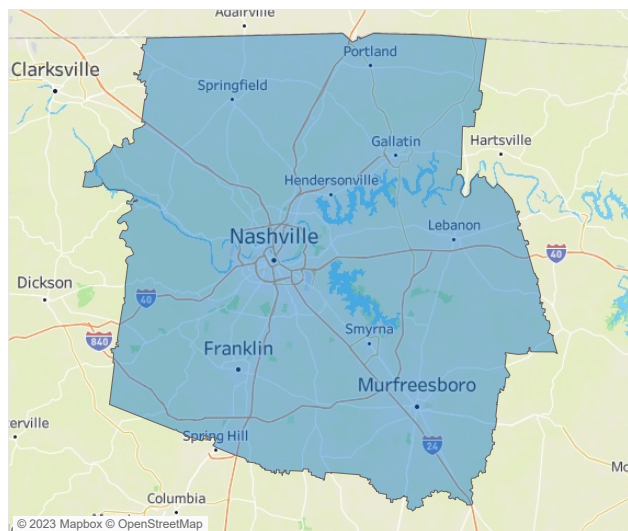 Adairville
Portland
Clarksville
Springfield
Gallatin
Hartsville
Hendersonville
Nashville
Lebanon
40
Dickson
40
Smyrna
840
Franklin
Murfreesboro
erville
Spring Hill
24
Mc
Columbia
© 2023 Mapbox © OpenStreetMap